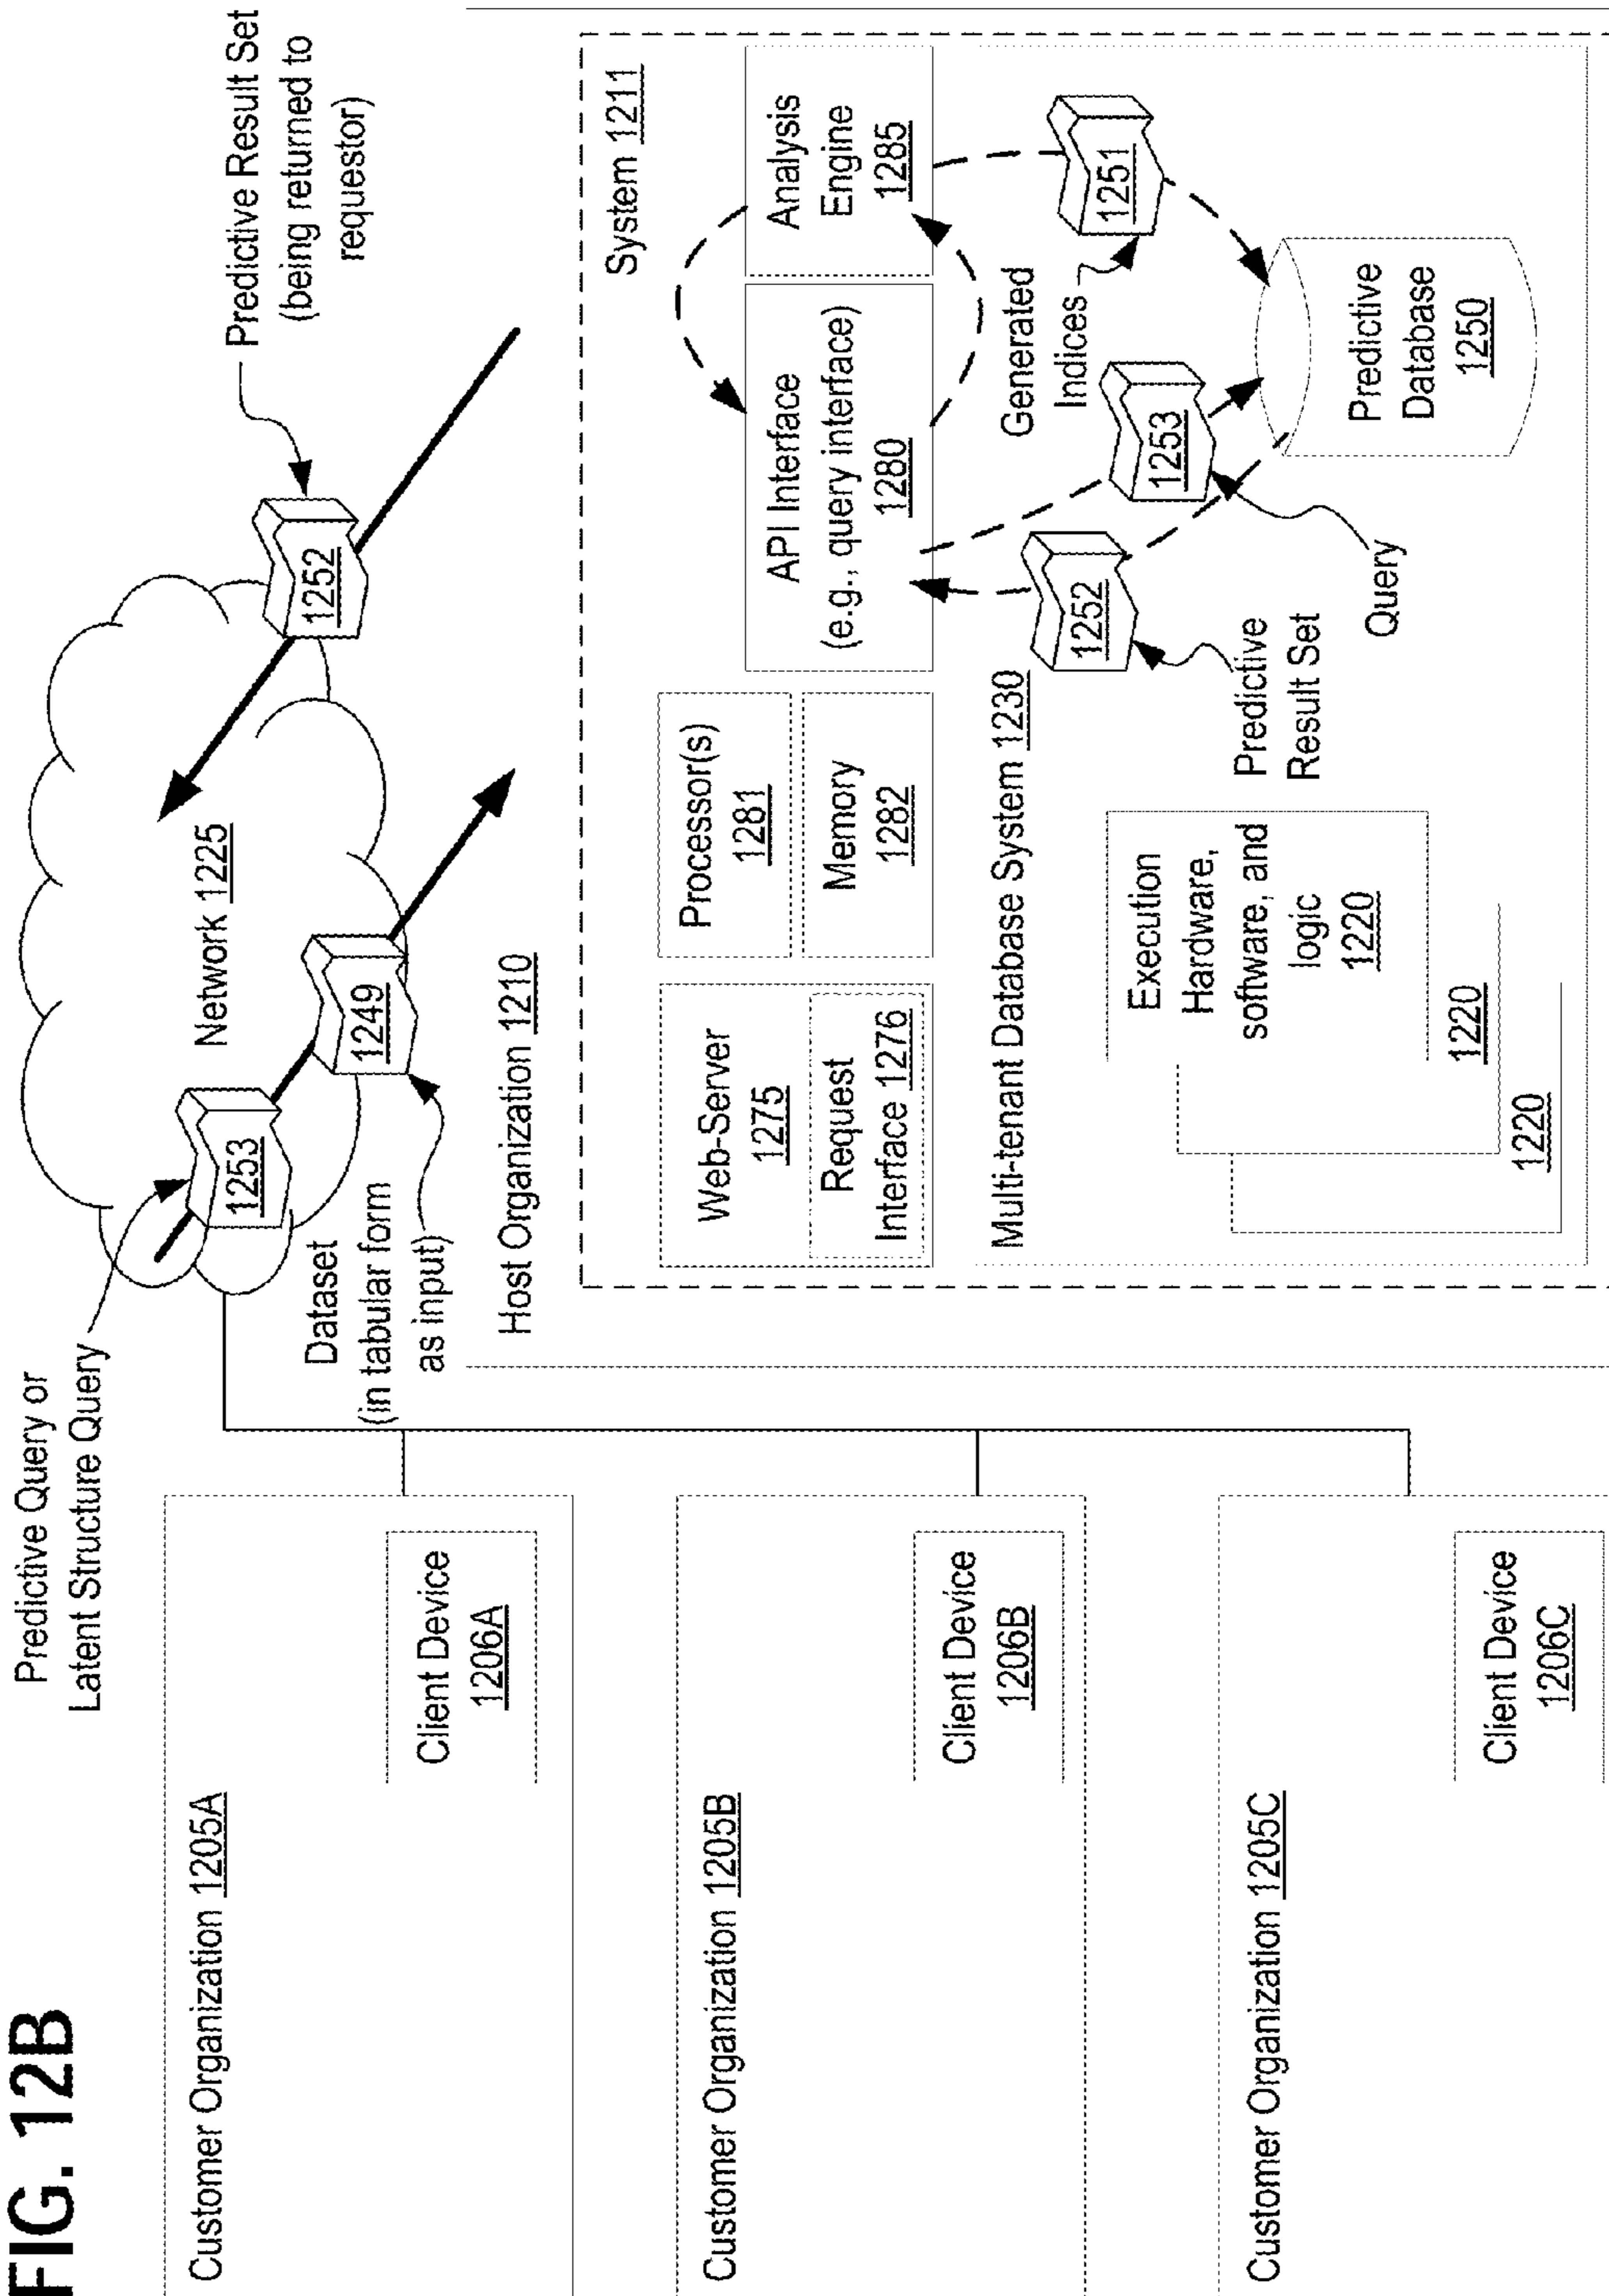 FIG. 12B
Customer Organization 1205A
Client Device
1206A
Customer Organization 1205B
Client Device
1206B
Customer Organization 1205C
Client Device
1206C
Predictive Query or
Latent Structure Query
1253
Network 1225
1249
Dataset
(in tabular form
as input)
1252
Predictive Result Set
(being returned to
requestor)
Host Organization 1210
System 1211
Web-Server
1275
Request
Interface 1276
Processor(s)
1281
Memory
1282
API Interface
(e.g., query interface)
1280
Analysis
Engine
1285
Multi-tenant Database System 1230
Execution
Hardware,
software, and
logic
1220
1220
1220
1252
Predictive
Result Set
1253
Query
Generated
Indices
1251
Predictive
Database
1250